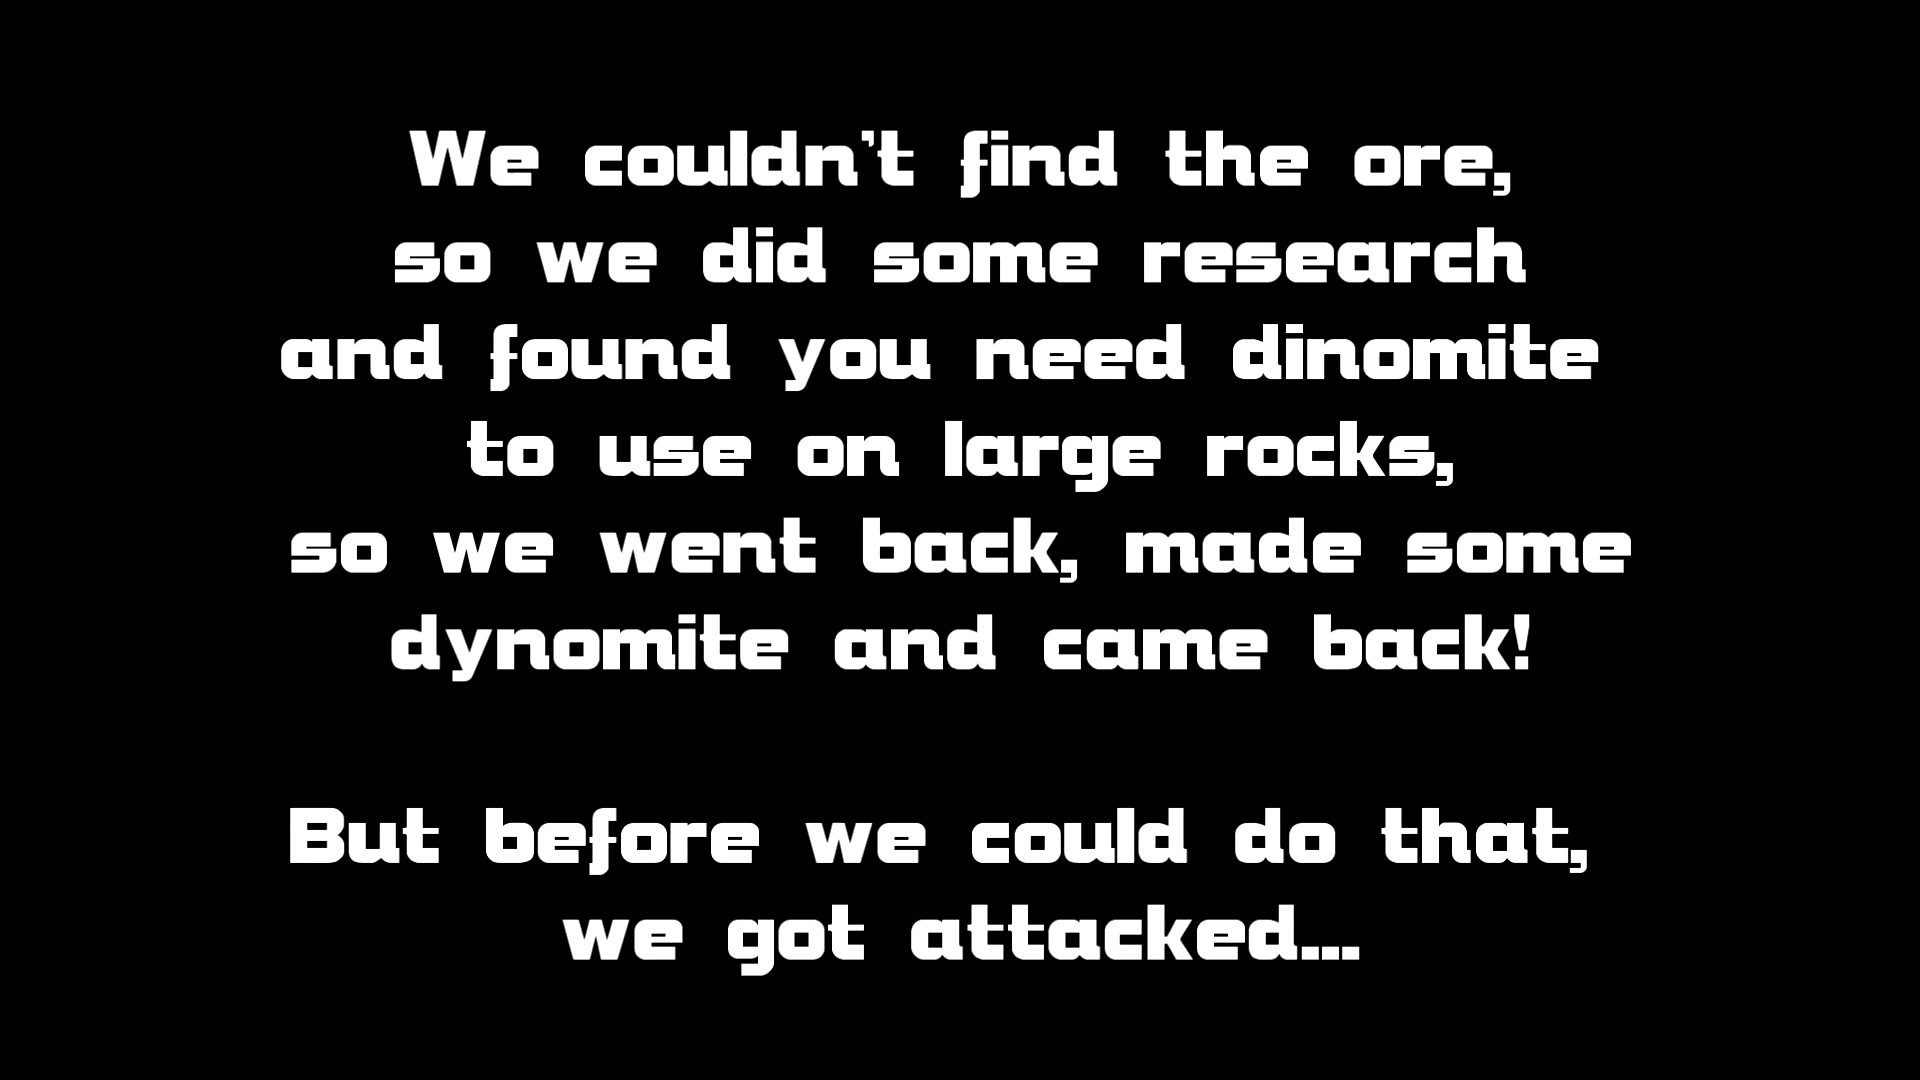 We couldn't find the ore,
so we did some research
and found you need dinomite
to use on large rocks,
so we went back, made some
dynomite and came back!
But before we could do that,
we got attacked...